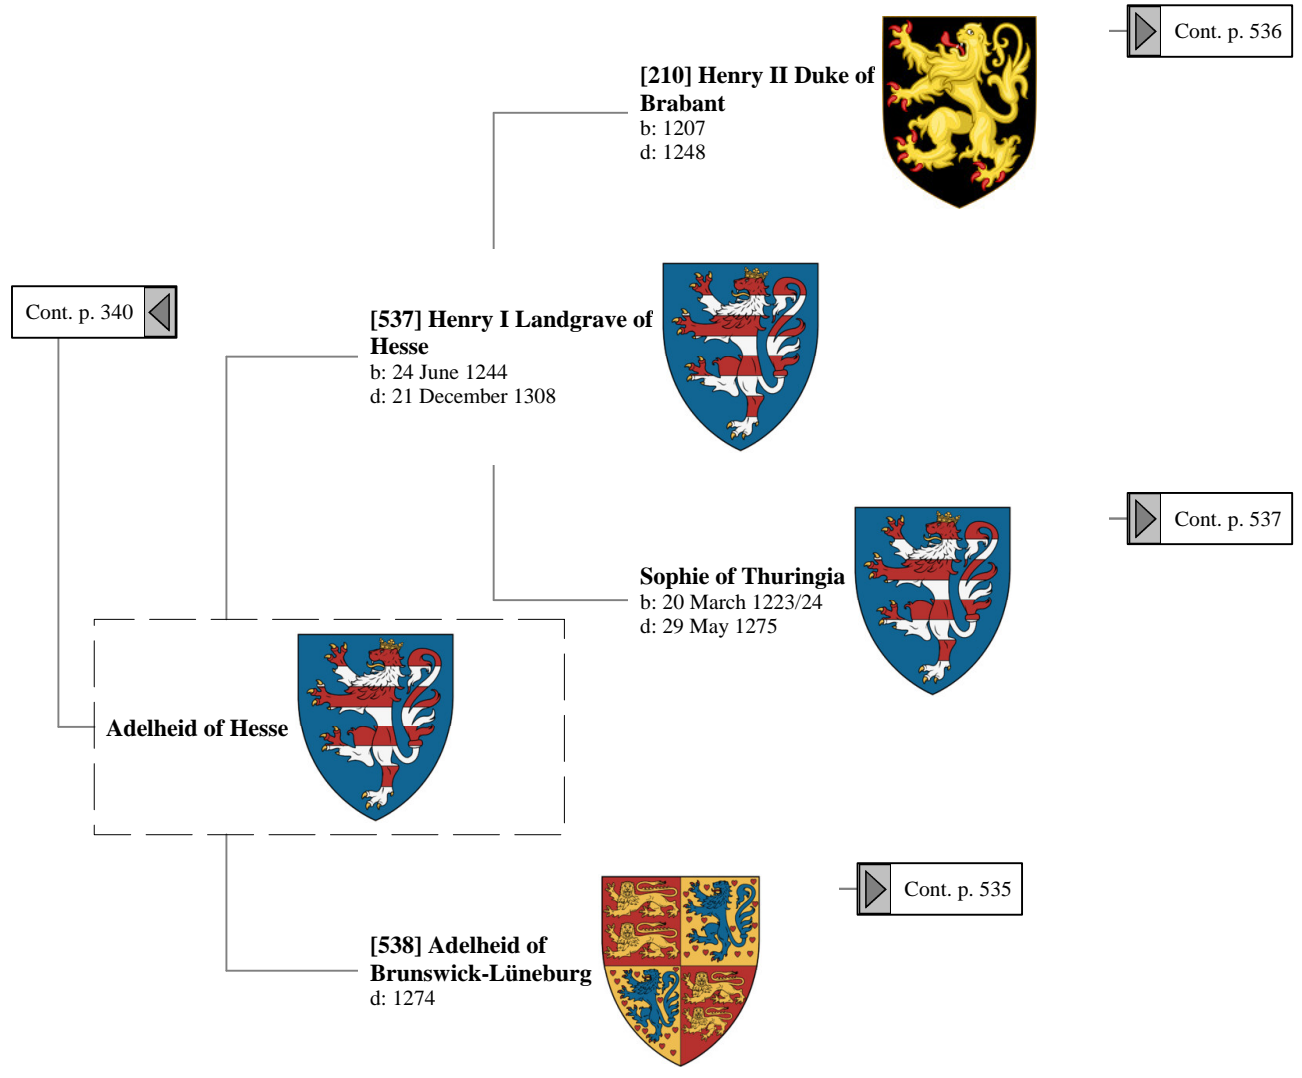 Cont. p. 536
[210] Henry II Duke of
Brabant
b: 1207
d: 1248
Cont. p. 340
[537] Henry I Landgrave of
Hesse
b: 24 June 1244
d: 21 December 1308
Cont. p. 537
Sophie of Thuringia
b: 20 March 1223/24
d: 29 May 1275
Adelheid of Hesse
Cont. p. 535
[538] Adelheid of
Brunswick-Lüneburg
d: 1274